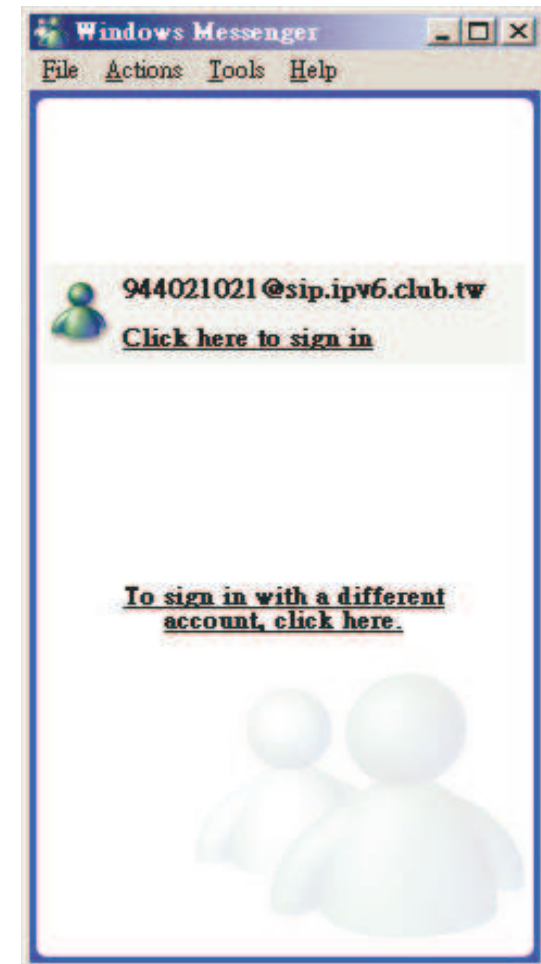 Windows Messenger
File Actions Tools Help
944021021@sip.ipv6.club.tw
Click here to sign in
To sign in with a different
account, click here.